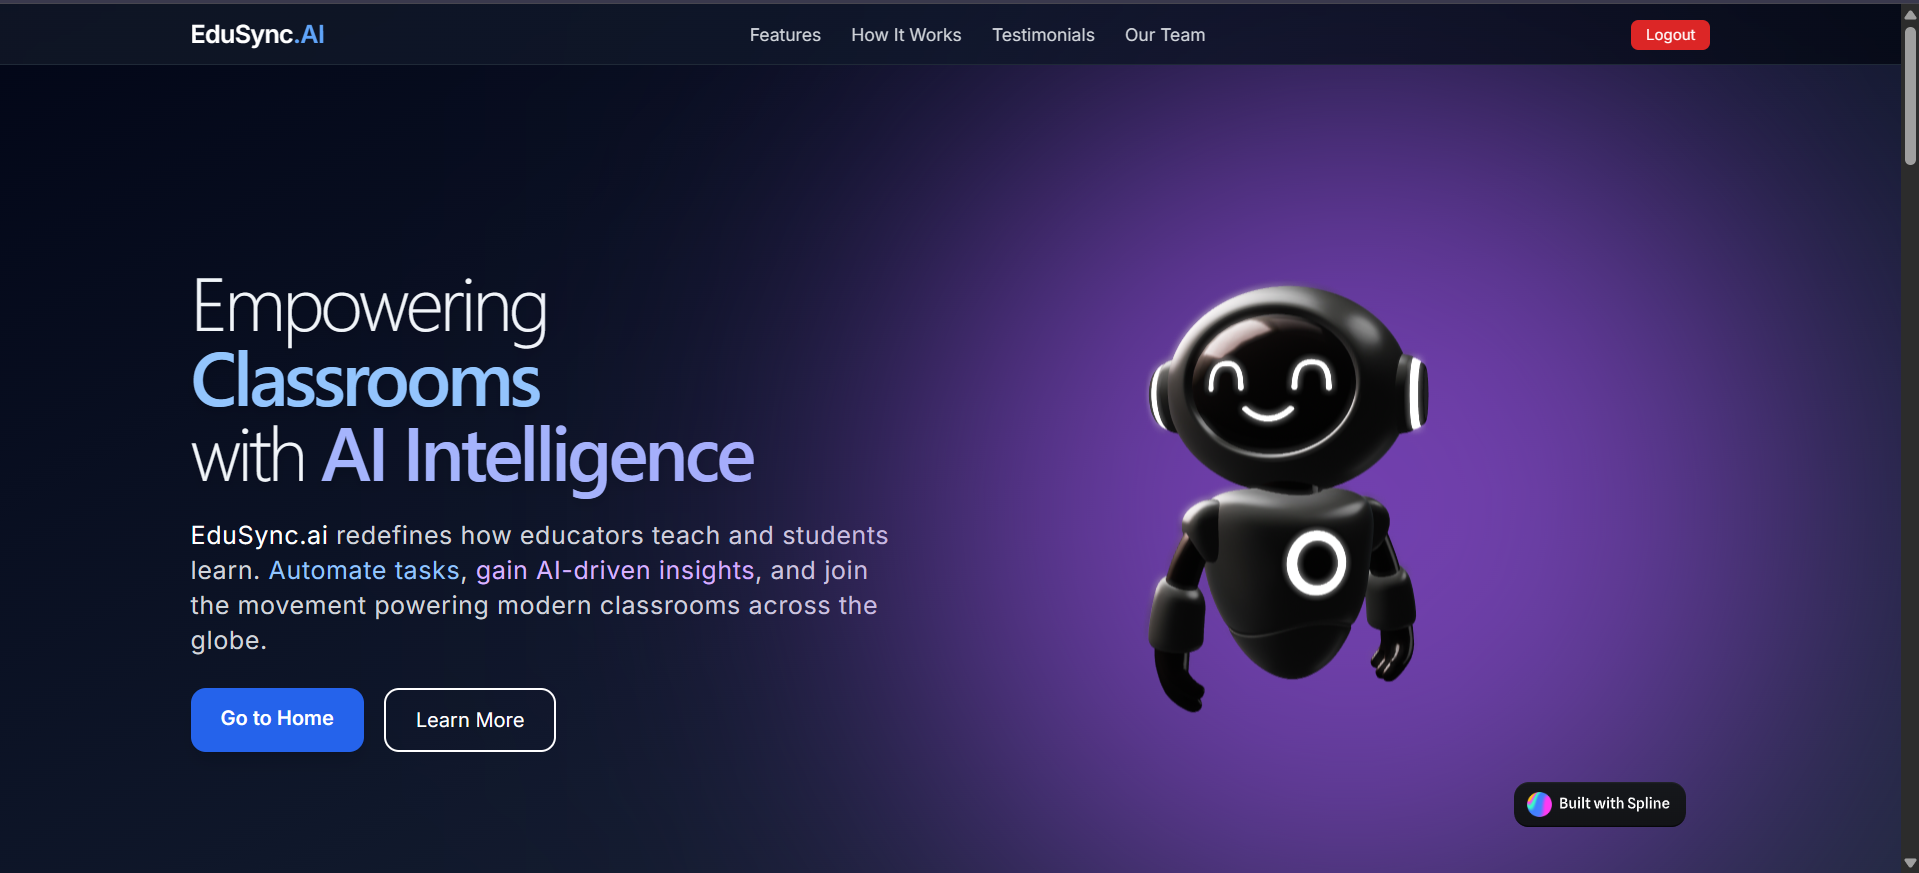 EduSync.AI
Features
How It Works
Testimonials
Our Team
Logout
Empowering
Classrooms
with AI Intelligence
EduSync.ai redefines how educators teach and students
learn. Automate tasks, gain AI-driven insights, and join
the movement powering modern classrooms across the
globe.
Go to Home
Learn More
Built with Spline